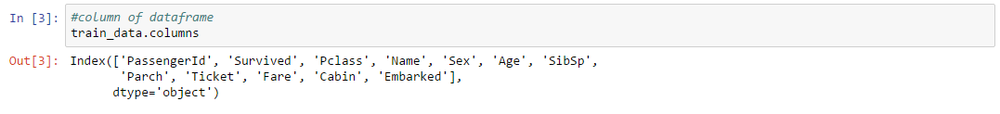 In [3]: #column of dataframe
train_data.columns
Out[3]: Index(['PassengerId', 'Survived', 'Pclass', 'Name', 'Sex', 'Age', 'SibSp',
'Parch', 'Ticket', 'Fare', 'Cabin', 'Embarked'],
dtype='object')